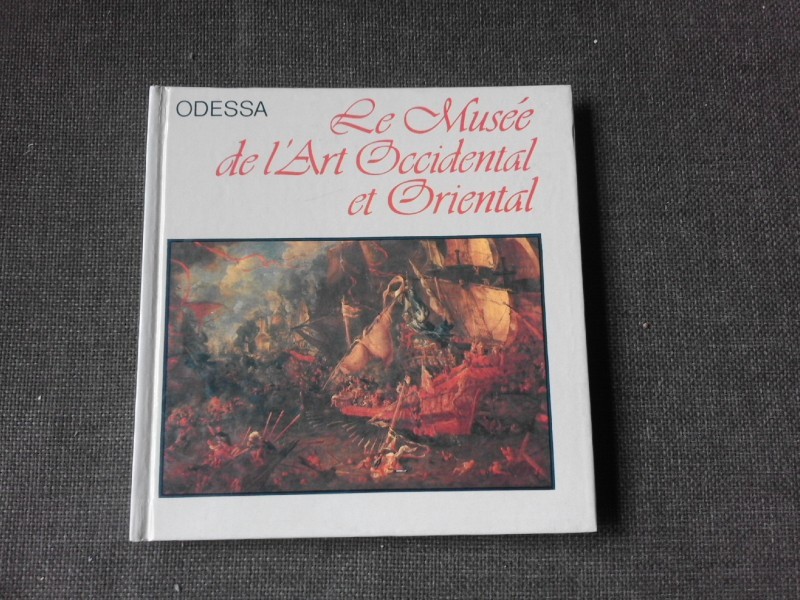 ODESSA
Le Musée
de l'Art Occidental
et Oriental